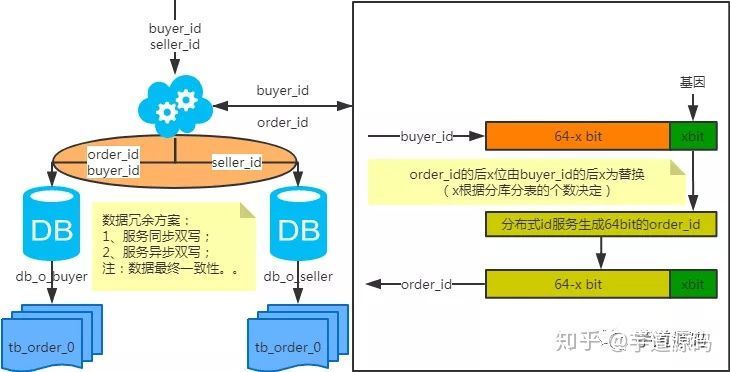 buyer_id
seller_id
buyer_id
order_id
order_id
buyer_id
seller_id
DB
DB
数据冗余方案：
1、服务同步双写；
2、服务异步双写；
注：数据最终一致性。。
db_o_buyer
db_o_seller
tb_order_0
tb_order_0
基因
buyer_id
64-x bit
xbit
order_id的后x位由buyer_id的后x为替换
（x根据分库分表的个数决定）
分布式id服务生成64bit的order_id
order_id
64-x bit
xbit
知乎 @芋道源码